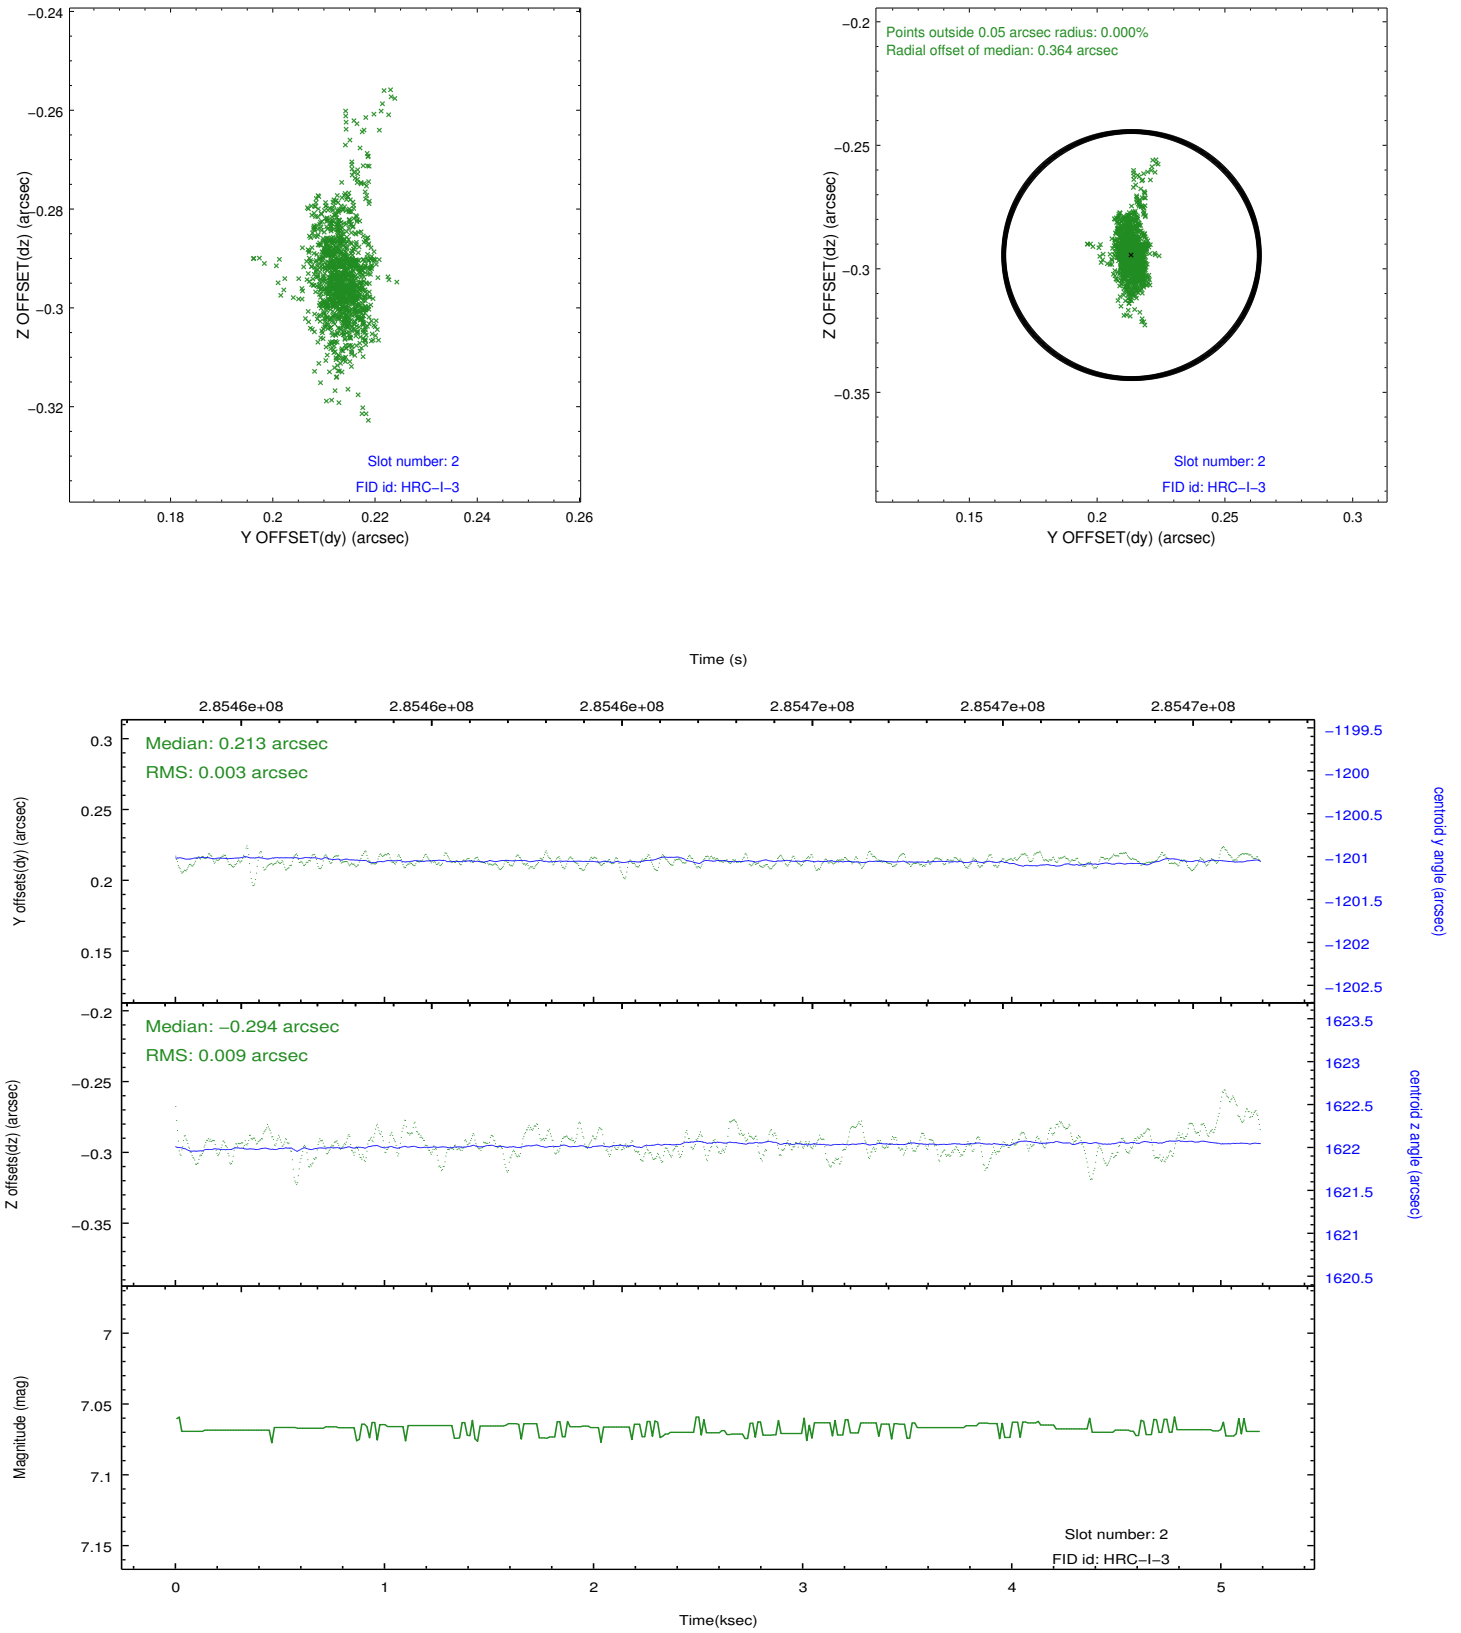 −0.24
−0.26
−0.28
−0.3
−0.32
Z OFFSET(dz) (arcsec)
Slot number: 2
FID id: HRC−I−3
0.18 0.2 0.22 0.24 0.26
Y OFFSET(dy) (arcsec)
Points outside 0.05 arcsec radius: 0.000%
Radial offset of median: 0.364 arcsec
−0.2
−0.25
−0.3
−0.35
Z OFFSET(dz) (arcsec)
Slot number: 2
FID id: HRC−I−3
0.15 0.2 0.25 0.3
Y OFFSET(dy) (arcsec)
Time (s)
2.8546e+08 2.8546e+08 2.8546e+08 2.8547e+08 2.8547e+08 2.8547e+08
Median: 0.213 arcsec
RMS: 0.003 arcsec
0.3
0.25
0.2
0.15
Y offsets(dy) (arcsec)
−1199.5
−1200
−1200.5
−1201
−1201.5
−1202
−1202.5
centroid y angle (arcsec)
Median: −0.294 arcsec
RMS: 0.009 arcsec
−0.2
−0.25
−0.3
−0.35
Z offsets(dz) (arcsec)
1623.5
1623
1622.5
1622
1621.5
1621
1620.5
centroid z angle (arcsec)
7
7.05
7.1
7.15
Magnitude (mag)
Slot number: 2
FID id: HRC−I−3
0 1 2 3 4 5
Time(ksec)